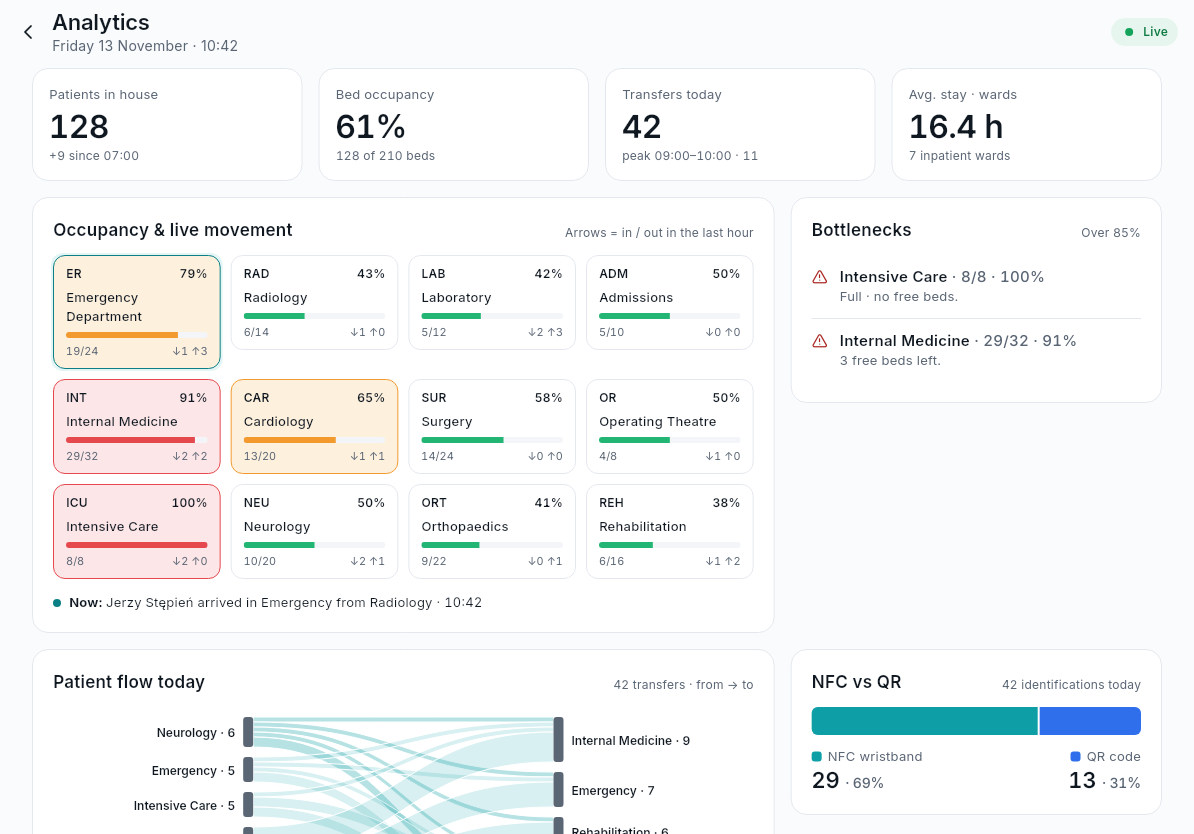 Analytics
Friday 13 November · 10:42
Live
Patients in house
128
+9 since 07:00
Bed occupancy
61%
128 of 210 beds
Transfers today
42
peak 09:00–10:00 · 11
Avg. stay · wards
16.4 h
7 inpatient wards
Occupancy & live movement
Arrows = in / out in the last hour
ER 79%
Emergency
Department
19/24 ↓1 ↑3
RAD 43%
Radiology
6/14 ↓1 ↑0
LAB 42%
Laboratory
5/12 ↓2 ↑3
ADM 50%
Admissions
5/10 ↓0 ↑0
INT 91%
Internal Medicine
29/32 ↓2 ↑2
CAR 65%
Cardiology
13/20 ↓1 ↑1
SUR 58%
Surgery
14/24 ↓0 ↑0
OR 50%
Operating Theatre
4/8 ↓1 ↑0
ICU 100%
Intensive Care
8/8 ↓2 ↑0
NEU 50%
Neurology
10/20 ↓2 ↑1
ORT 41%
Orthopaedics
9/22 ↓0 ↑1
REH 38%
Rehabilitation
6/16 ↓1 ↑2
Now: Jerzy Stępień arrived in Emergency from Radiology · 10:42
Bottlenecks
Over 85%
Intensive Care · 8/8 · 100%
Full · no free beds.
Internal Medicine · 29/32 · 91%
3 free beds left.
Patient flow today
42 transfers · from → to
Neurology · 6
Emergency · 5
Intensive Care · 5
Internal Medicine · 9
Emergency · 7
Rehabilitation · 6
NFC vs QR
42 identifications today
NFC wristband
29 · 69%
QR code
13 · 31%